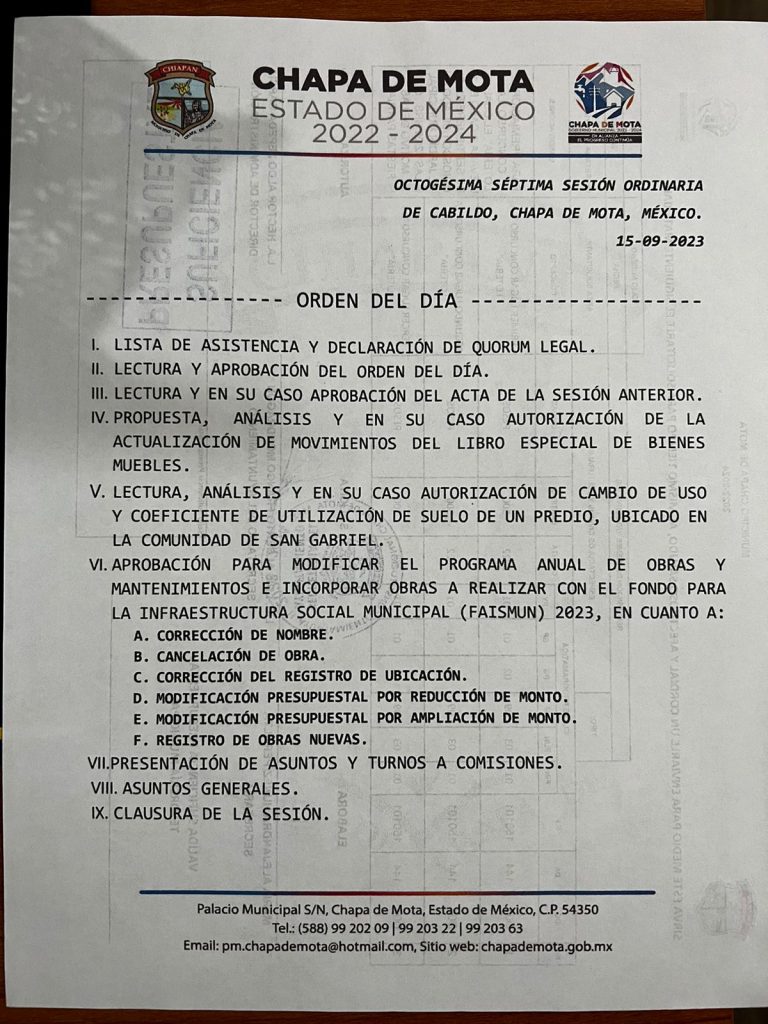 CHIAPAN
CHAPA DE MOTA
ESTADO DE MÉXICO
2022 - 2024
CHAPA DE MOTA
GOBIERNO MUNICIPAL 2022 - 2024
EN ALIANZA
EL PROGRESO CONTINÚA
OCTOGÉSIMA SÉPTIMA SESIÓN ORDINARIA
DE CABILDO, CHAPA DE MOTA, MÉXICO.
15-09-2023
----------------- ORDEN DEL DÍA --------------------
I. LISTA DE ASISTENCIA Y DECLARACIÓN DE QUORUM LEGAL.
II. LECTURA Y APROBACIÓN DEL ORDEN DEL DÍA.
III. LECTURA Y EN SU CASO APROBACIÓN DEL ACTA DE LA SESIÓN ANTERIOR.
IV. PROPUESTA, ANÁLISIS Y EN SU CASO AUTORIZACIÓN DE LA
ACTUALIZACIÓN DE MOVIMIENTOS DEL LIBRO ESPECIAL DE BIENES
MUEBLES.
V. LECTURA, ANÁLISIS Y EN SU CASO AUTORIZACIÓN DE CAMBIO DE USO
Y COEFICIENTE DE UTILIZACIÓN DE SUELO DE UN PREDIO, UBICADO EN
LA COMUNIDAD DE SAN GABRIEL.
VI. APROBACIÓN PARA MODIFICAR EL PROGRAMA ANUAL DE OBRAS Y
MANTENIMIENTOS E INCORPORAR OBRAS A REALIZAR CON EL FONDO PARA
LA INFRAESTRUCTURA SOCIAL MUNICIPAL (FAISMUN) 2023, EN CUANTO A:
A. CORRECCIÓN DE NOMBRE.
B. CANCELACIÓN DE OBRA.
C. CORRECCIÓN DEL REGISTRO DE UBICACIÓN.
D. MODIFICACIÓN PRESUPUESTAL POR REDUCCIÓN DE MONTO.
E. MODIFICACIÓN PRESUPUESTAL POR AMPLIACIÓN DE MONTO.
F. REGISTRO DE OBRAS NUEVAS.
VII.PRESENTACIÓN DE ASUNTOS Y TURNOS A COMISIONES.
VIII. ASUNTOS GENERALES.
IX. CLAUSURA DE LA SESIÓN.
Palacio Municipal S/N, Chapa de Mota, Estado de México, C.P. 54350
Tel.: (588) 99 202 09 | 99 203 22 | 99 203 63
Email: pm.chapademota@hotmail.com, Sitio web: chapademota.gob.mx